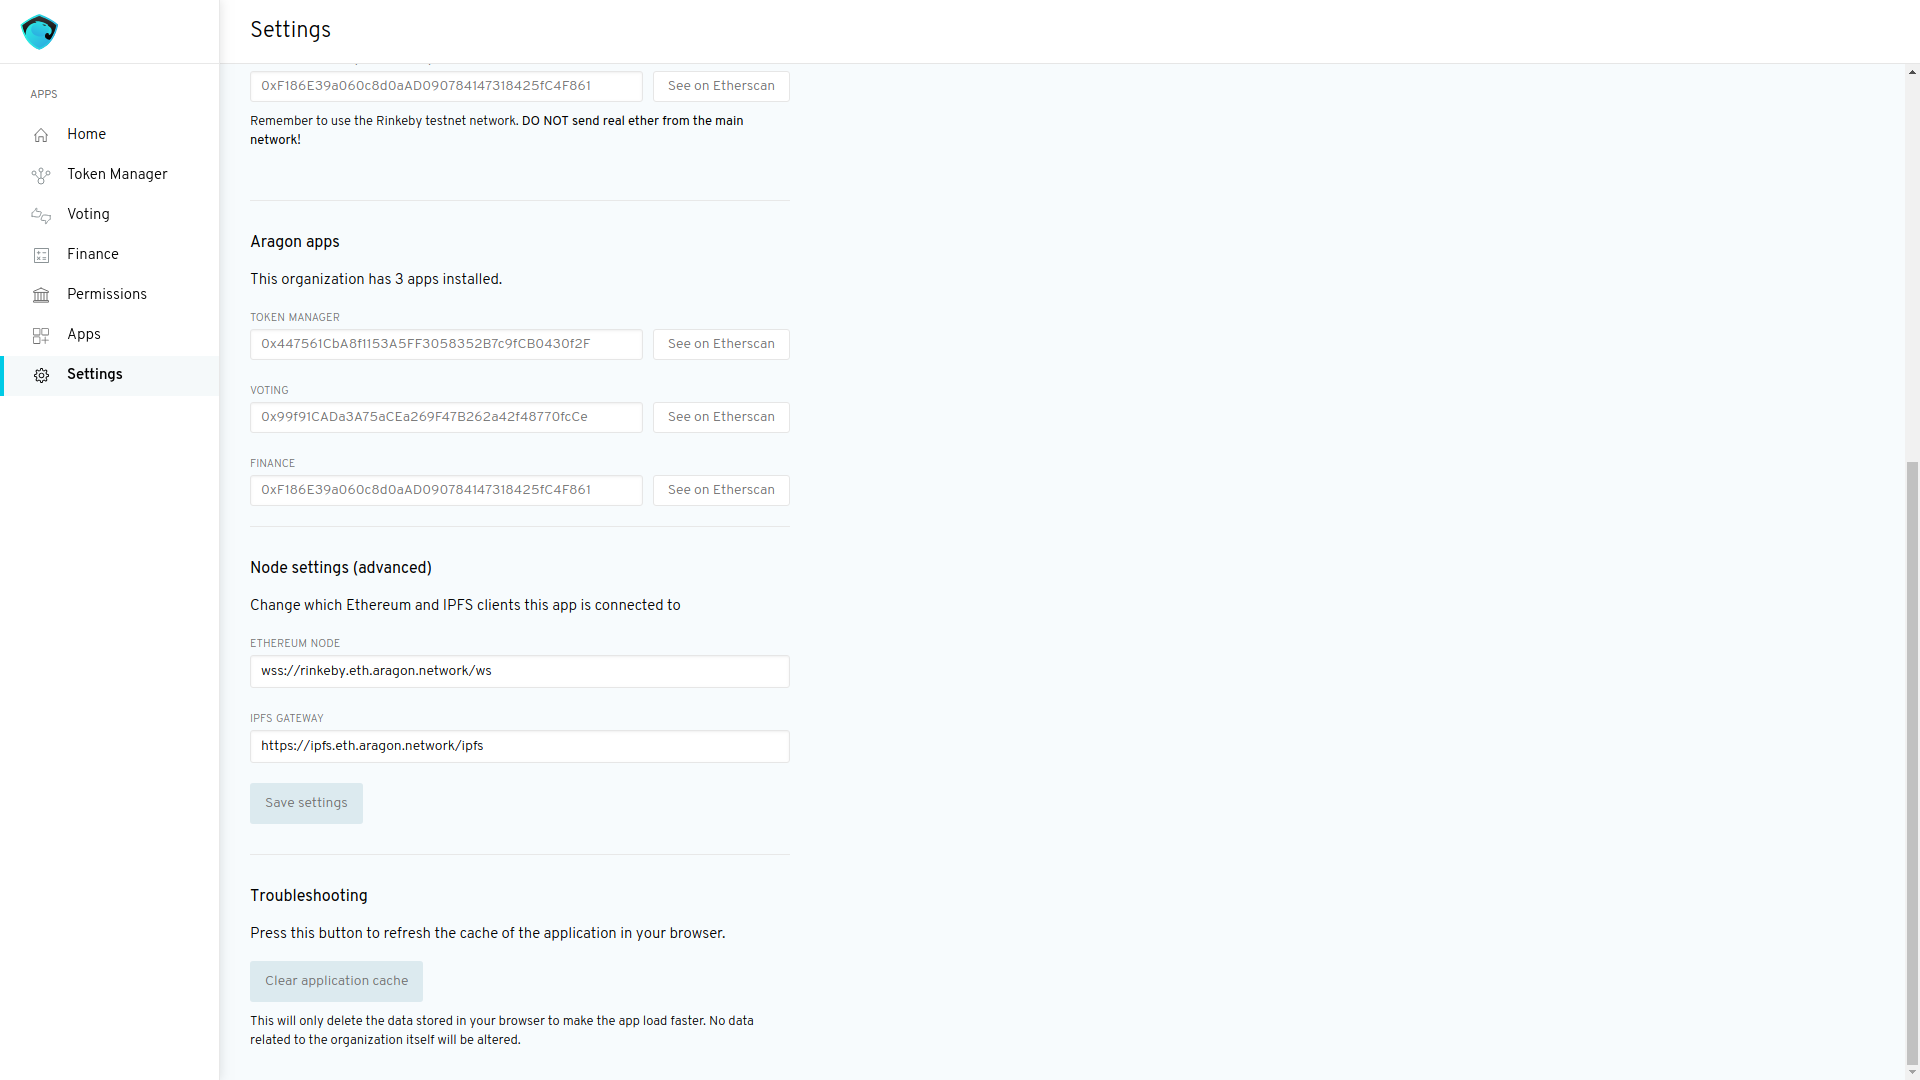 Settings
APPS
Home
Token Manager
Voting
Finance
Permissions
Apps
Settings
0xF186E39a060c8d0aAD090784147318425fC4F861
See on Etherscan
Remember to use the Rinkeby testnet network. DO NOT send real ether from the main
network!
Aragon apps
This organization has 3 apps installed.
TOKEN MANAGER
0x447561CbA8f1153A5FF3058352B7c9fCB0430f2F
See on Etherscan
VOTING
0x99f91CADa3A75aCEa269F47B262a42f48770fcCe
See on Etherscan
FINANCE
0xF186E39a060c8d0aAD090784147318425fC4F861
See on Etherscan
Node settings (advanced)
Change which Ethereum and IPFS clients this app is connected to
ETHEREUM NODE
wss://rinkeby.eth.aragon.network/ws
IPFS GATEWAY
https://ipfs.eth.aragon.network/ipfs
Save settings
Troubleshooting
Press this button to refresh the cache of the application in your browser.
Clear application cache
This will only delete the data stored in your browser to make the app load faster. No data
related to the organization itself will be altered.